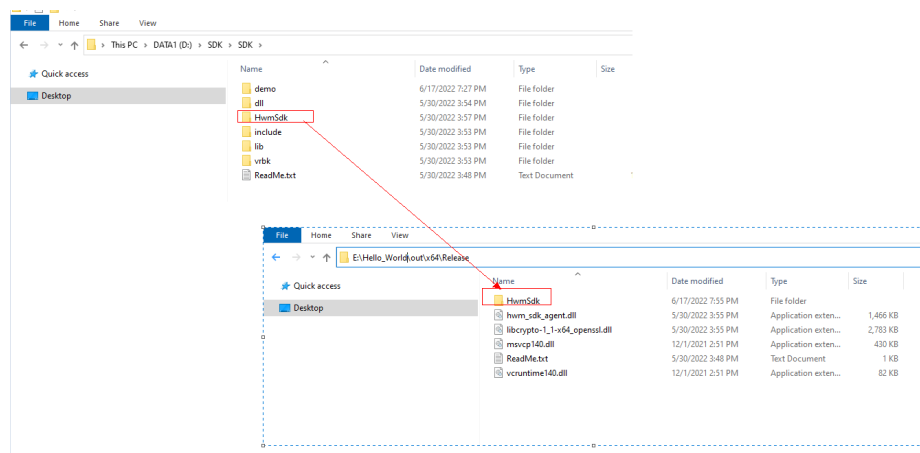 File Home Share View
This PC > DATA1 (D:) > SDK > SDK >
Quick access
Desktop
Name Date modified Type Size
demo 6/17/2022 7:27 PM File folder
dll 5/30/2022 3:54 PM File folder
HwmSdk 5/30/2022 3:57 PM File folder
include 5/30/2022 3:53 PM File folder
lib 5/30/2022 3:53 PM File folder
vrbk 5/30/2022 3:53 PM File folder
ReadMe.txt 5/30/2022 3:48 PM Text Document
File Home Share View
E:\Hello_World\out\x64\Release
Quick access
Desktop
Name Date modified Type Size
HwmSdk 6/17/2022 7:55 PM File folder
hwm_sdk_agent.dll 5/30/2022 3:55 PM Application exten... 1,466 KB
libcrypto-1_1-x64_openssl.dll 5/30/2022 3:55 PM Application exten... 2,783 KB
msvcp140.dll 12/1/2021 2:51 PM Application exten... 430 KB
ReadMe.txt 5/30/2022 3:48 PM Text Document 1 KB
vcruntime140.dll 12/1/2021 2:51 PM Application exten... 82 KB